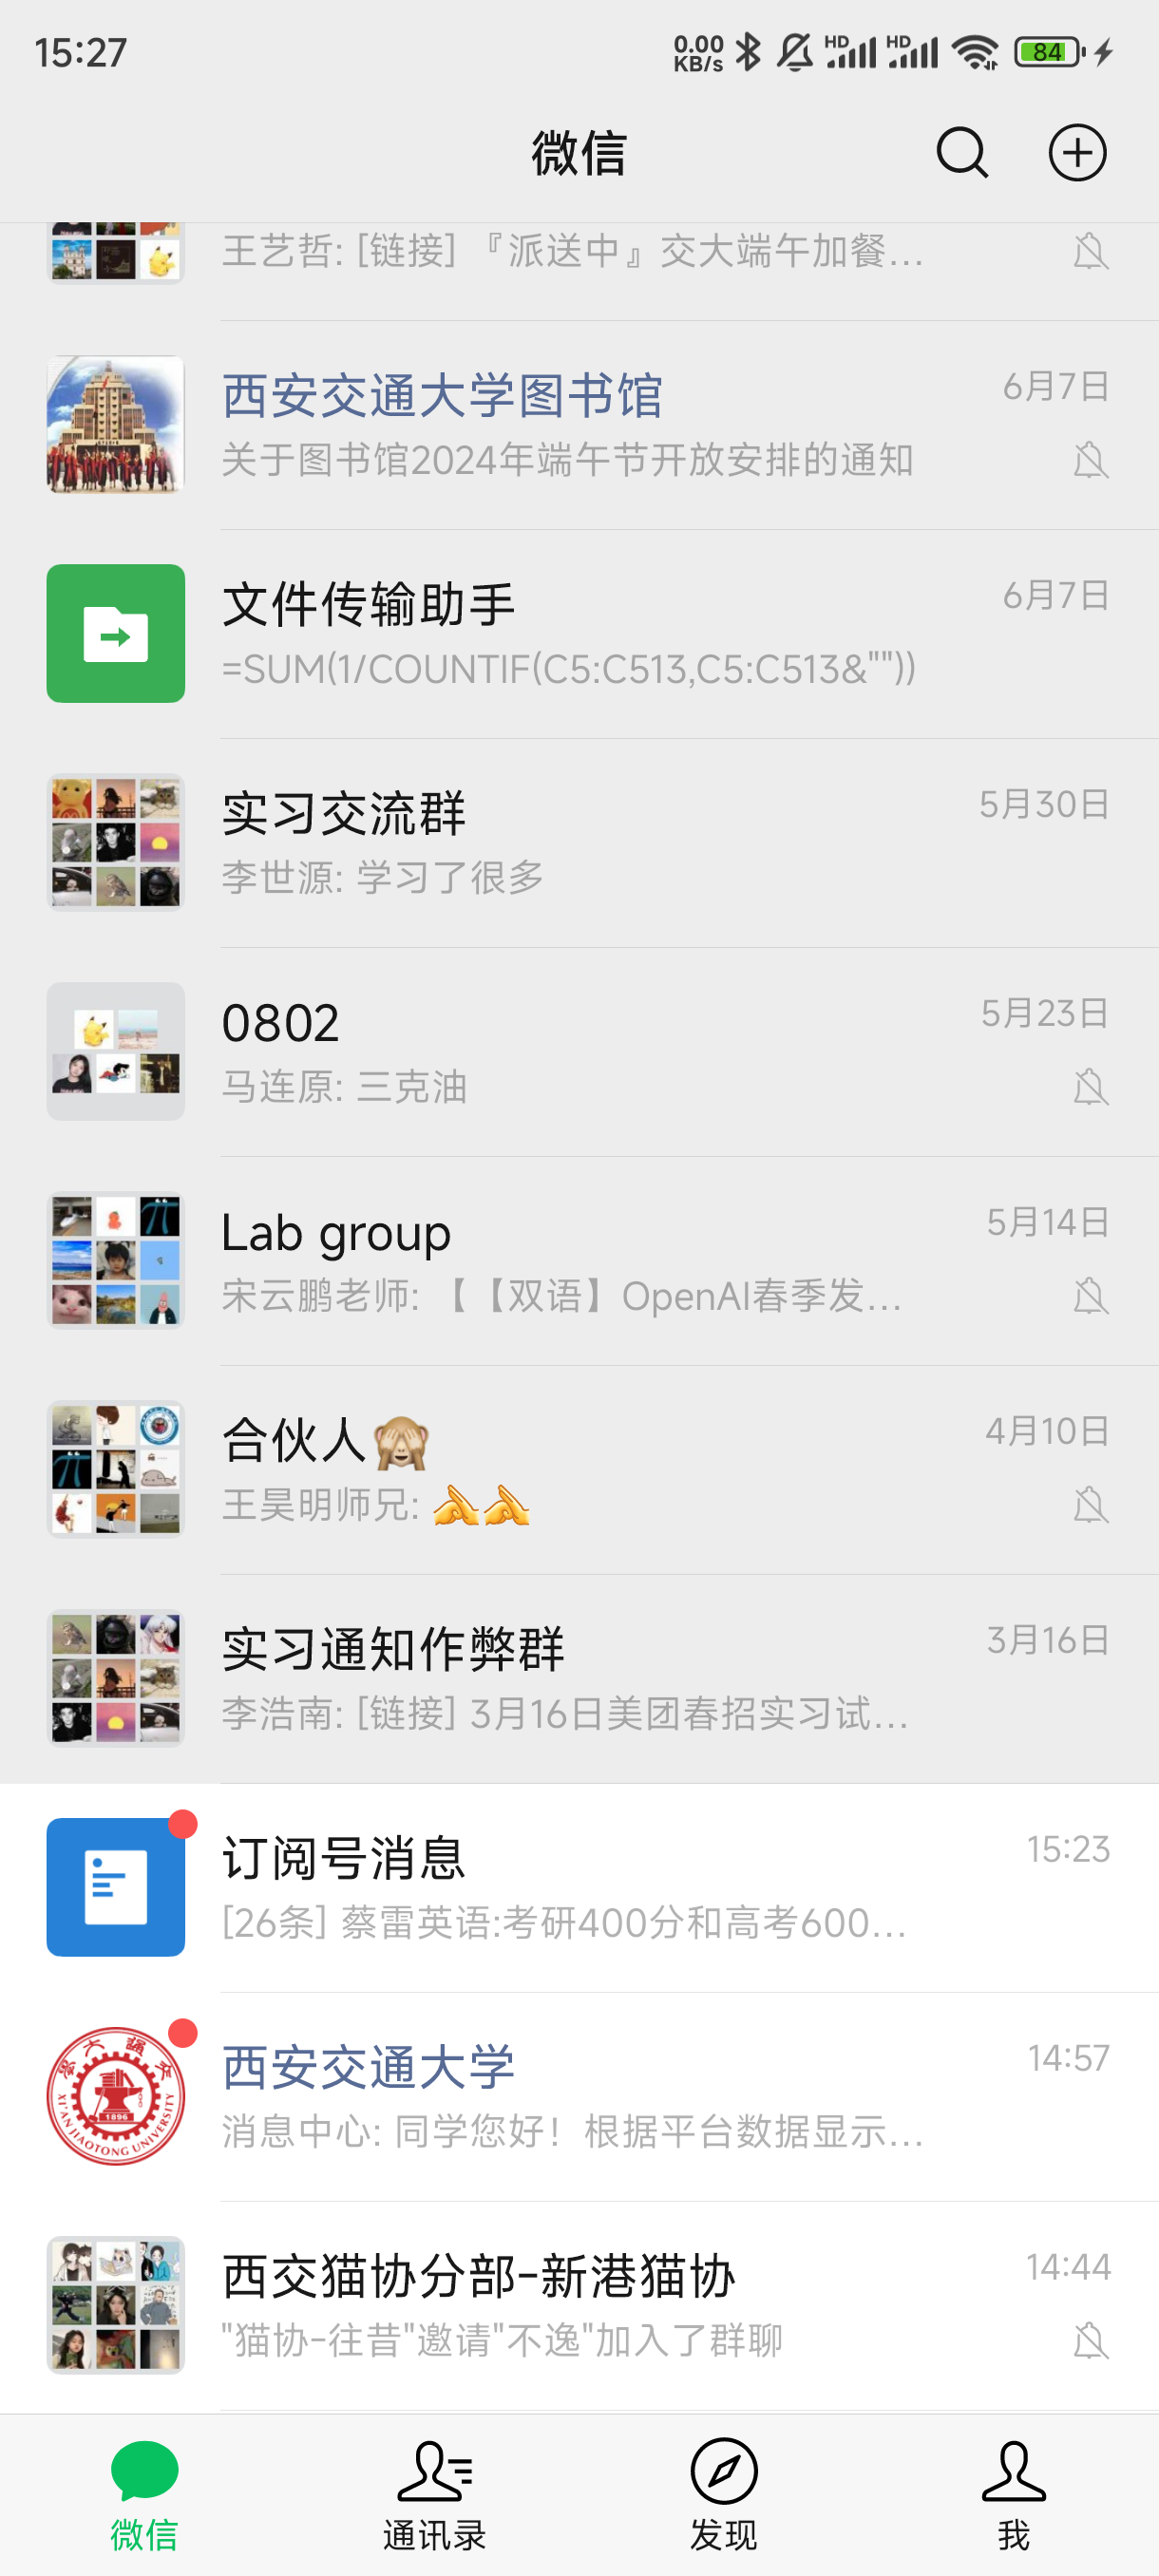 15:27
0.00
KB/s
HD
HD
84
微信
王艺哲: [链接] 『派送中』交大端午加餐...
西安交通大学图书馆
6月7日
关于图书馆2024年端午节开放安排的通知
文件传输助手
6月7日
=SUM(1/COUNTIF(C5:C513,C5:C513&""))
实习交流群
5月30日
李世源: 学习了很多
0802
5月23日
马连原: 三克油
Lab group
5月14日
宋云鹏老师: 【【双语】OpenAI春季发...
合伙人🙈
4月10日
王昊明师兄:
实习通知作弊群
3月16日
李浩南: [链接] 3月16日美团春招实习试...
订阅号消息
15:23
[26条] 蔡雷英语:考研400分和高考600...
西安交通大学
14:57
消息中心: 同学您好！根据平台数据显示...
XI'AN JIAOTONG UNIVERSITY
1896
西交猫协分部-新港猫协
14:44
"猫协-往昔"邀请"不逸"加入了群聊
微信
通讯录
发现
我